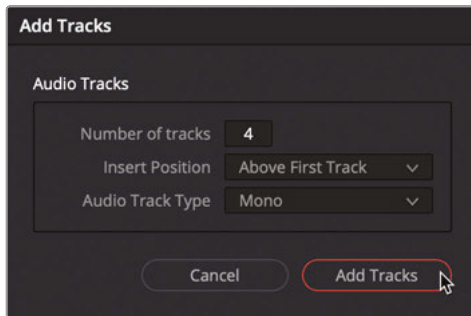 Add Tracks
Audio Tracks
Number of tracks 4
Insert Position Above First Track
Audio Track Type Mono
Cancel Add Tracks